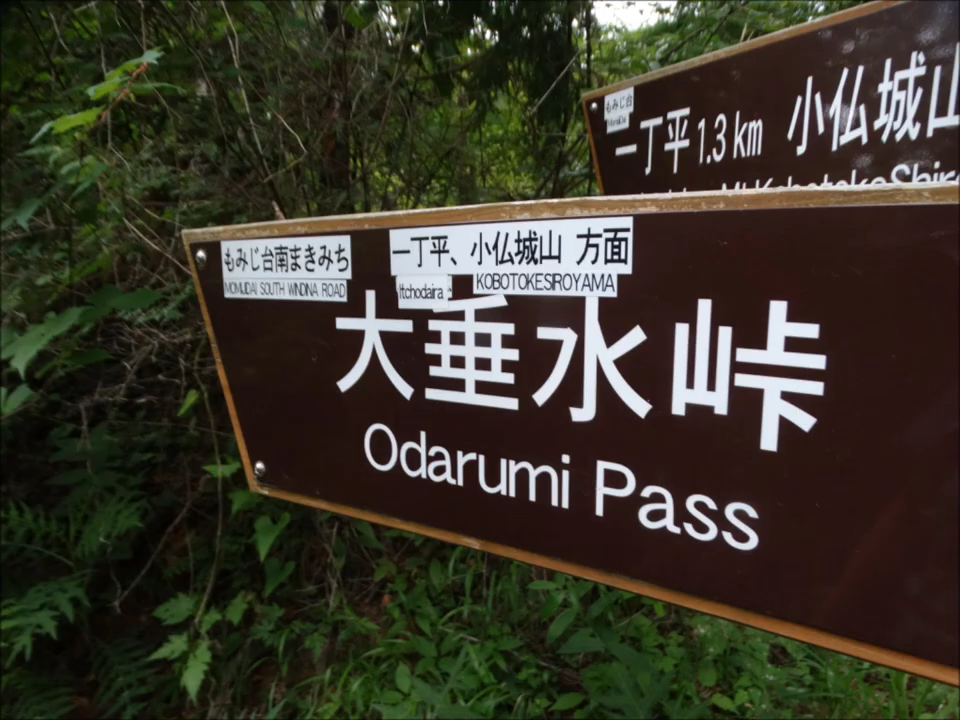 もみじ台
一丁平 1.3 km 小仏城山
もみじ台南まきみち
MOMIJIDAI SOUTH WINDINA ROAD
一丁平、小仏城山 方面
Itchodaira
KOBOTOKESIROYAMA
大垂水峠
Odarumi Pass